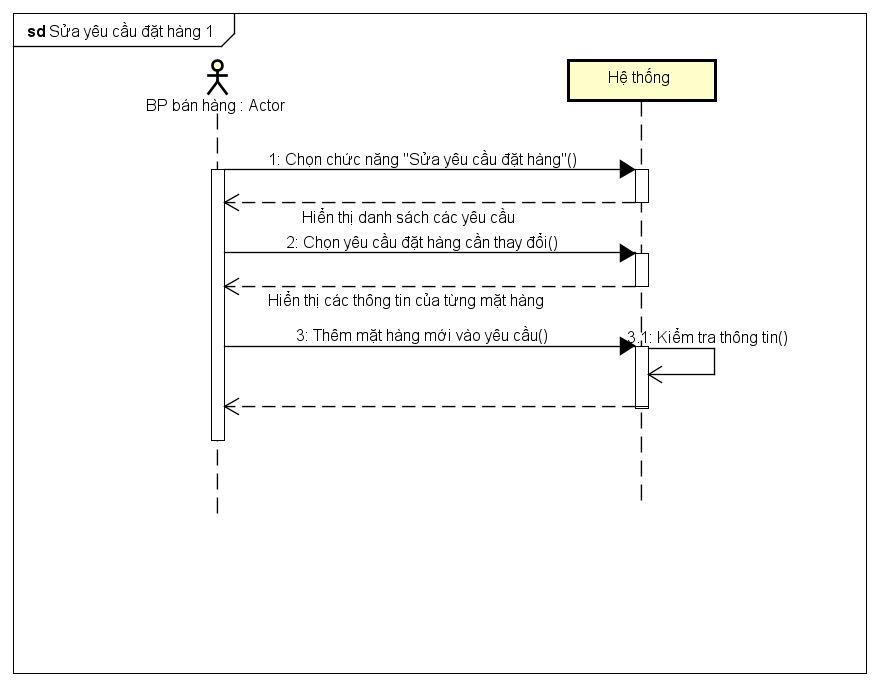 sd Sửa yêu cầu đặt hàng 1
BP bán hàng : Actor
Hệ thống
1: Chọn chức năng "Sửa yêu cầu đặt hàng"()
Hiển thị danh sách các yêu cầu
2: Chọn yêu cầu đặt hàng cần thay đổi()
Hiển thị các thông tin của từng mặt hàng
3: Thêm mặt hàng mới vào yêu cầu()
3.1: Kiểm tra thông tin()